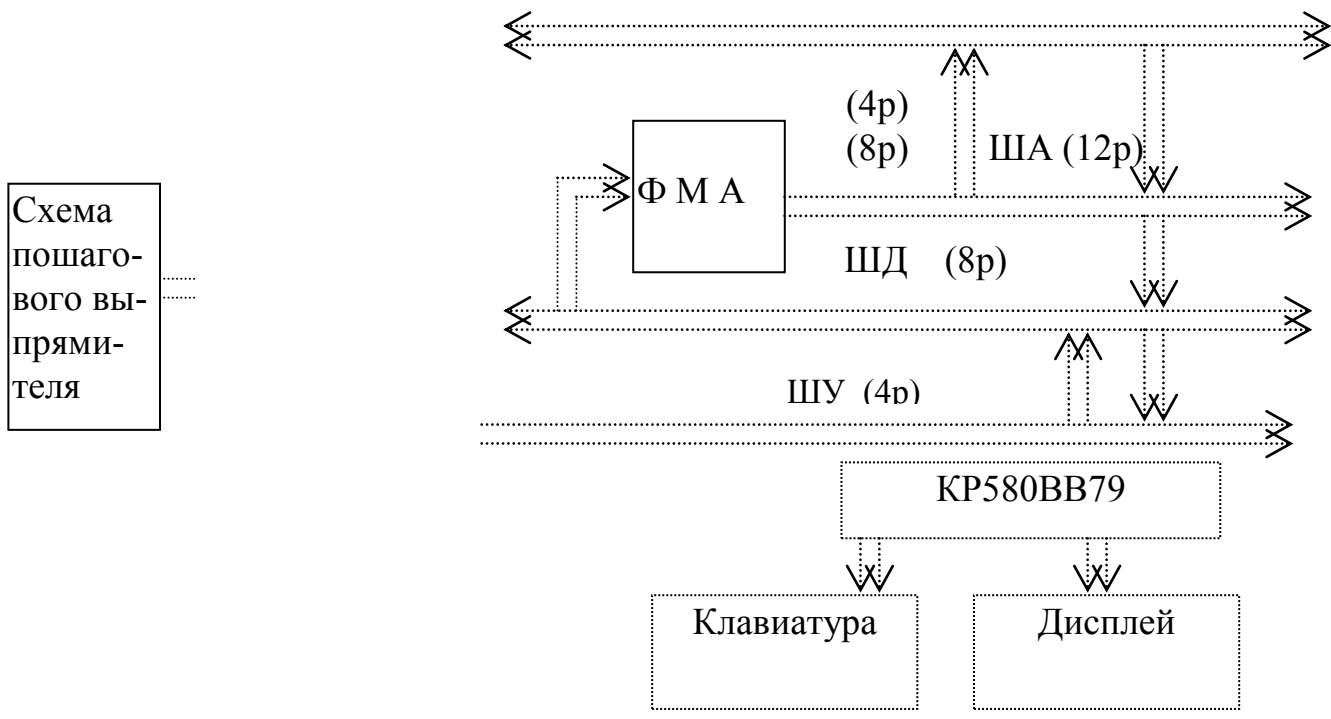 (4р)
(8р)
ША (12р)
Ф М А
Схема
пошаго-
вого вы-
прями-
теля
ШД (8р)
ШУ (4р)
КР580ВВ79
Клавиатура
Дисплей